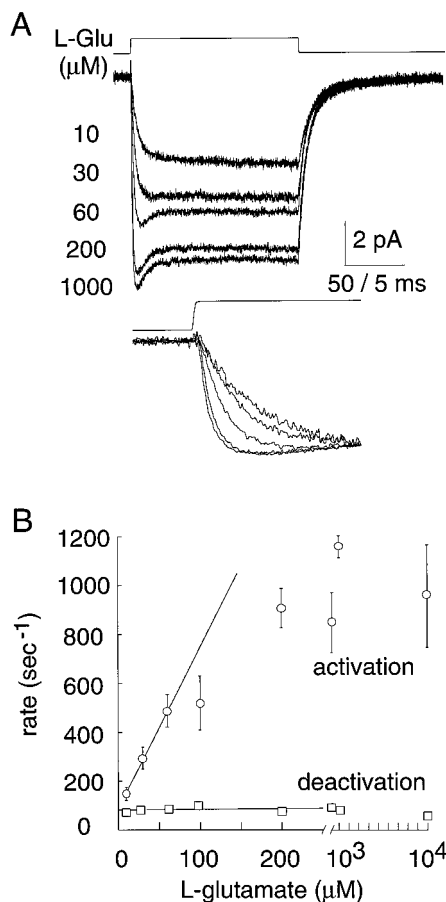 A
L-Glu
(μM)
10
30
60
200
1000
2 pA
50 / 5 ms
B
1200
1000
800
600
400
200
0
rate (sec⁻¹)
activation
deactivation
0 100 200 10³ 10⁴
L-glutamate (μM)